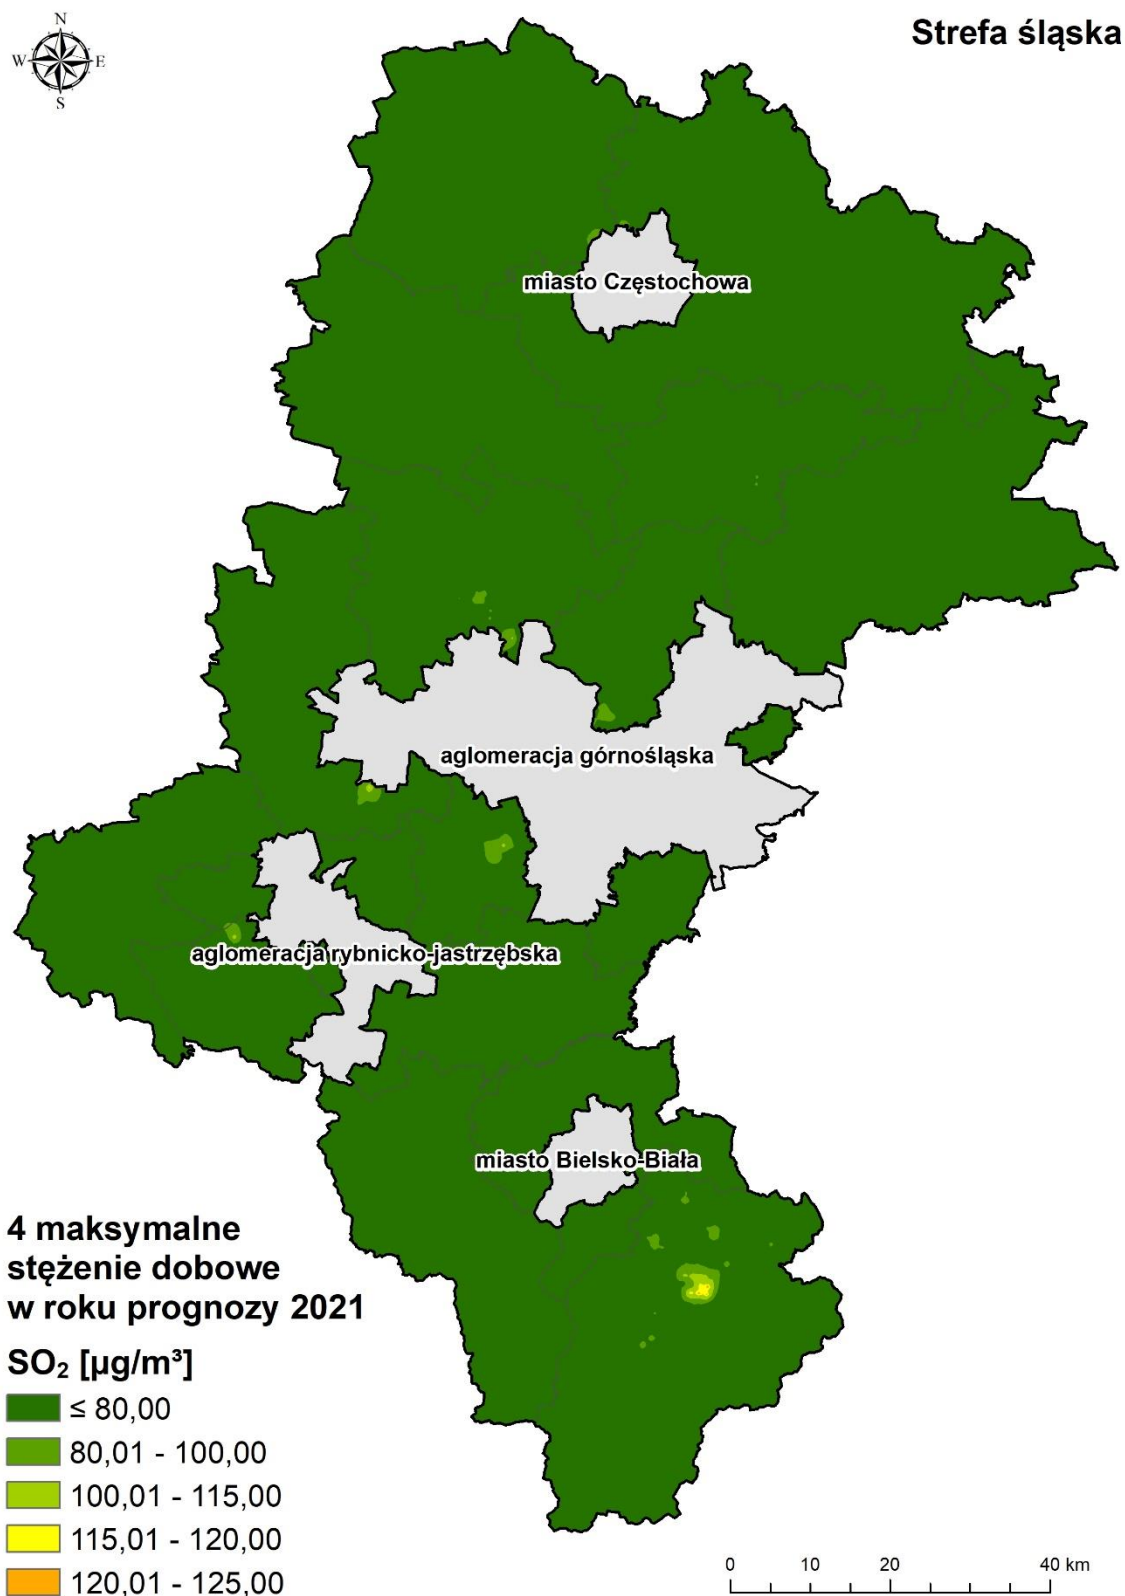 N
W E
S
Strefa śląska
miasto Częstochowa
aglomeracja górnośląska
aglomeracja rybnicko-jastrzębska
miasto Bielsko-Biała
4 maksymalne
stężenie dobowe
w roku prognozy 2021
SO₂ [µg/m³]
≤ 80,00
80,01 - 100,00
100,01 - 115,00
115,01 - 120,00
120,01 - 125,00
0 10 20 40 km